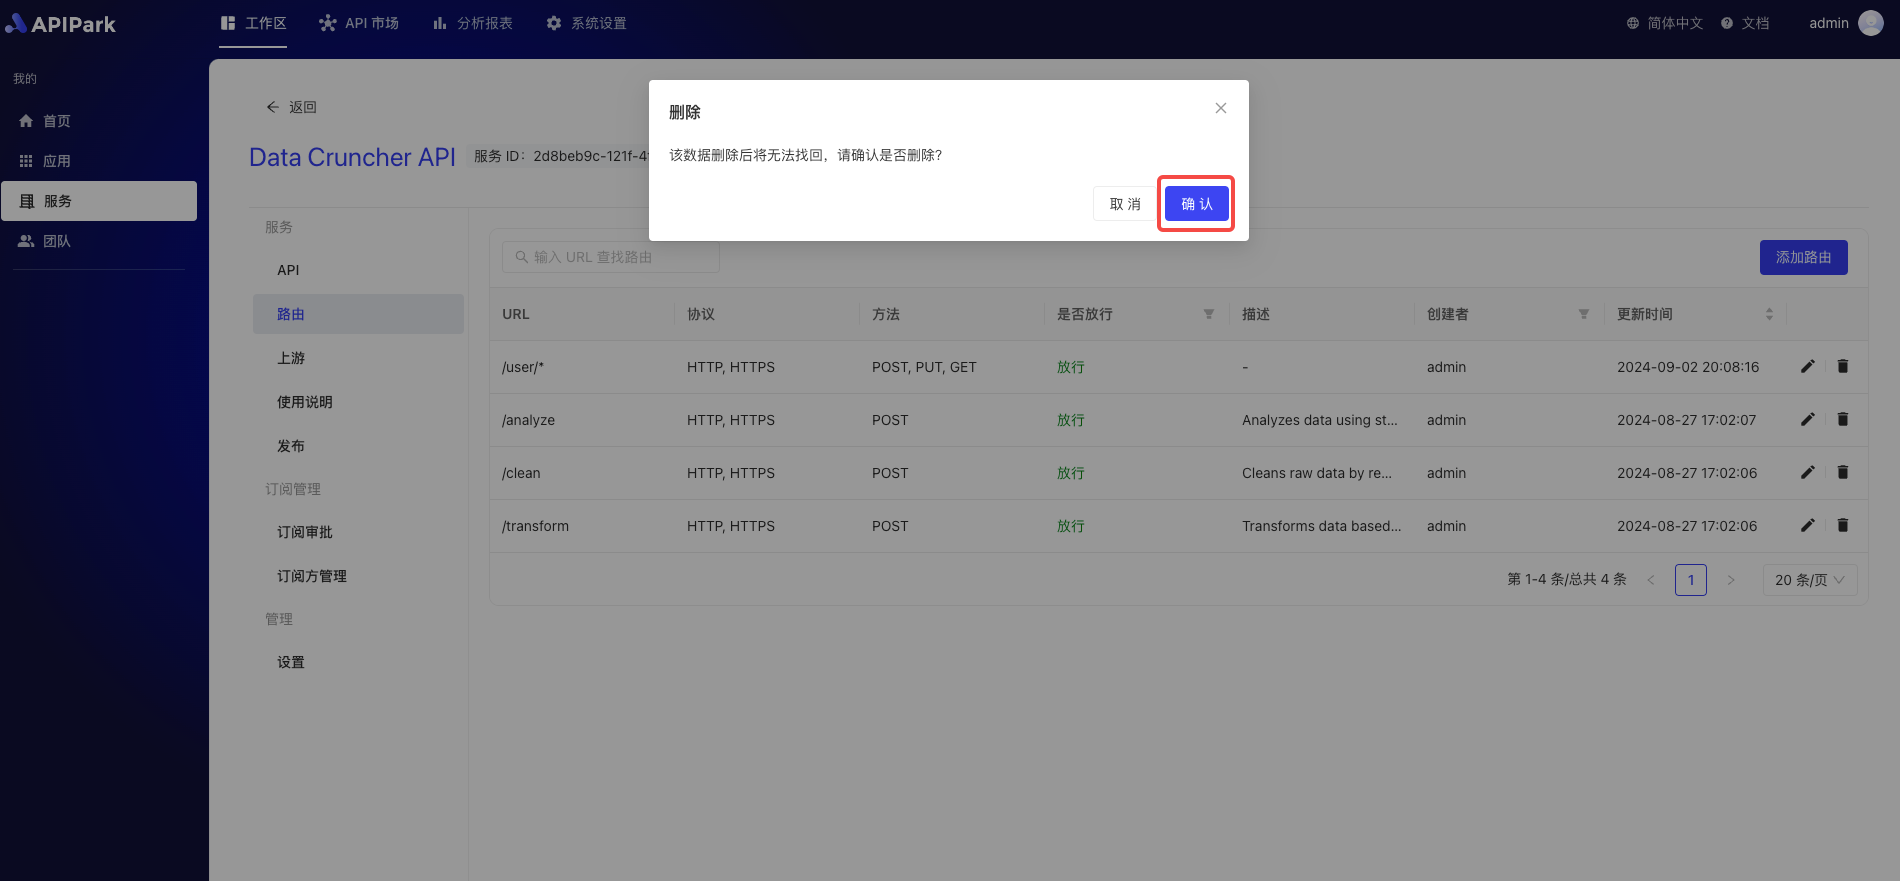 APIPark
工作区
API 市场
分析报表
系统设置
简体中文
文档
admin
我的
首页
应用
服务
团队
返回
Data Cruncher API
服务 ID：2d8beb9c-121f-4
删除
该数据删除后将无法找回，请确认是否删除？
取 消
确 认
服务
API
路由
上游
使用说明
发布
订阅管理
订阅审批
订阅方管理
管理
设置
输入 URL 查找路由
添加路由
URL 协议 方法 是否放行 描述 创建者 更新时间
/user/* HTTP, HTTPS POST, PUT, GET 放行 - admin 2024-09-02 20:08:16
/analyze HTTP, HTTPS POST 放行 Analyzes data using st... admin 2024-08-27 17:02:07
/clean HTTP, HTTPS POST 放行 Cleans raw data by re... admin 2024-08-27 17:02:06
/transform HTTP, HTTPS POST 放行 Transforms data based... admin 2024-08-27 17:02:06
第 1-4 条/总共 4 条 1 20 条/页